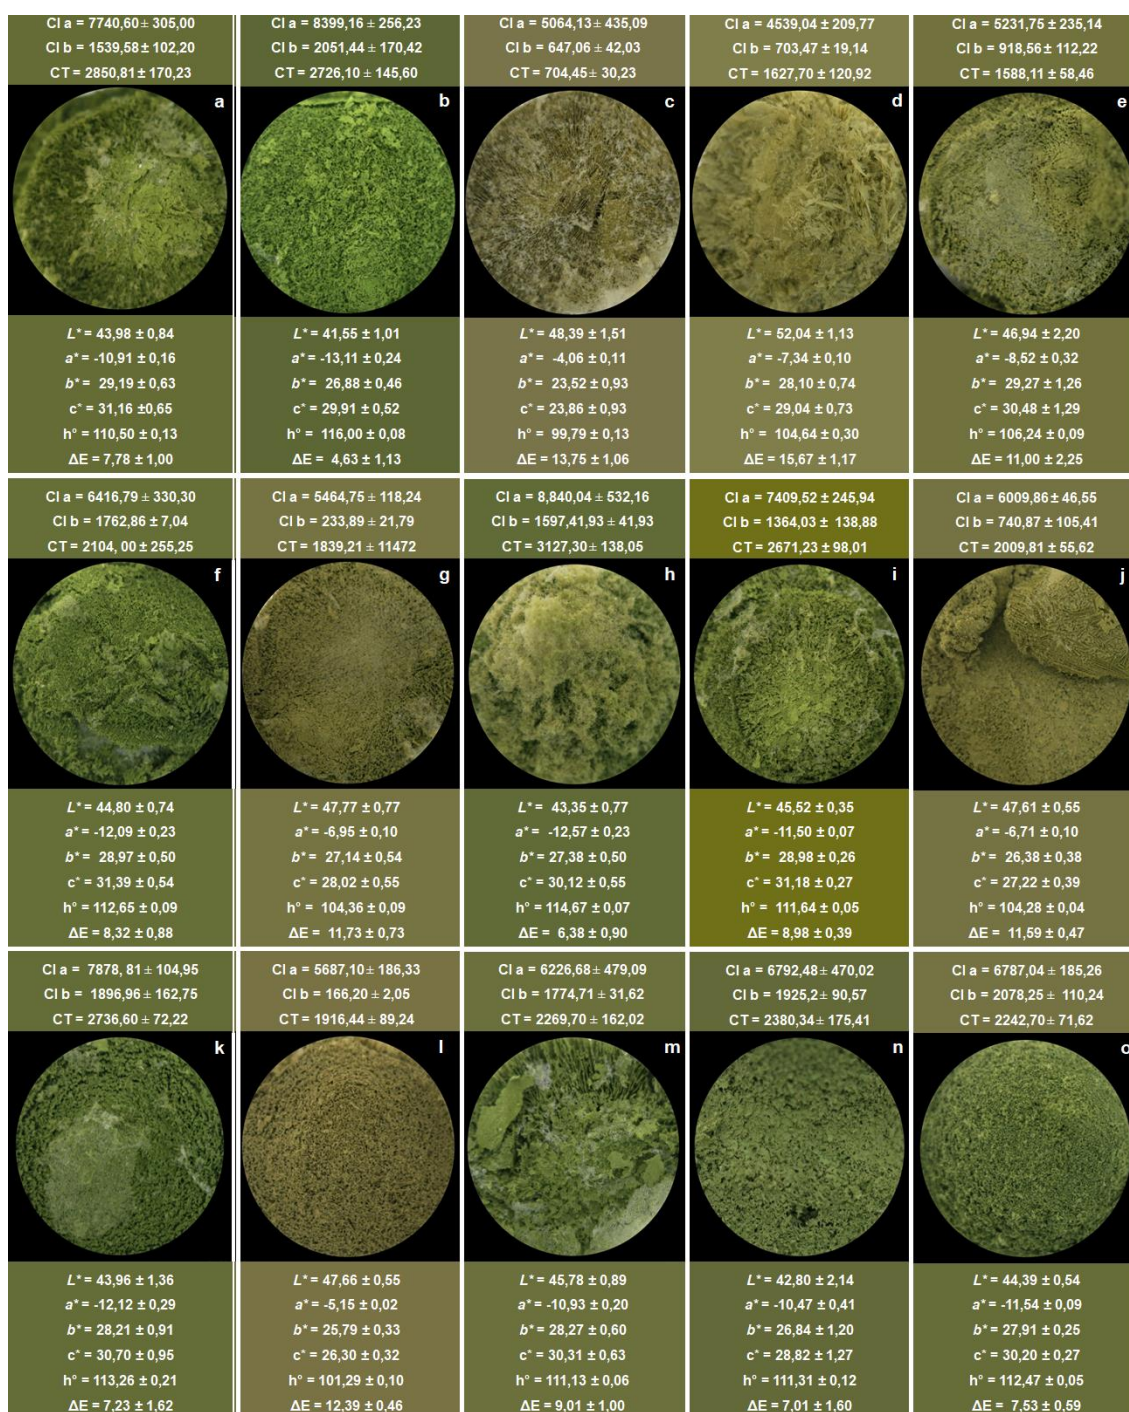 Cl a = 7740,60 ± 305,00
Cl b = 1539,58 ± 102,20
CT = 2850,81 ± 170,23
a
L* = 43,98 ± 0,84
a* = -10,91 ± 0,16
b* = 29,19 ± 0,63
c* = 31,16 ±0,65
h° = 110,50 ± 0,13
ΔE = 7,78 ± 1,00
Cl a = 8399,16 ± 256,23
Cl b = 2051,44 ± 170,42
CT = 2726,10 ± 145,60
b
L* = 41,55 ± 1,01
a* = -13,11 ± 0,24
b* = 26,88 ± 0,46
c* = 29,91 ± 0,52
h° = 116,00 ± 0,08
ΔE = 4,63 ± 1,13
Cl a = 5064,13 ± 435,09
Cl b = 647,06 ± 42,03
CT = 704,45 ± 30,23
c
L* = 48,39 ± 1,51
a* = -4,06 ± 0,11
b* = 23,52 ± 0,93
c* = 23,86 ± 0,93
h° = 99,79 ± 0,13
ΔE = 13,75 ± 1,06
Cl a = 4539,04 ± 209,77
Cl b = 703,47 ± 19,14
CT = 1627,70 ± 120,92
d
L* = 52,04 ± 1,13
a* = -7,34 ± 0,10
b* = 28,10 ± 0,74
c* = 29,04 ± 0,73
h° = 104,64 ± 0,30
ΔE = 15,67 ± 1,17
Cl a = 5231,75 ± 235,14
Cl b = 918,56 ± 112,22
CT = 1588,11 ± 58,46
e
L* = 46,94 ± 2,20
a* = -8,52 ± 0,32
b* = 29,27 ± 1,26
c* = 30,48 ± 1,29
h° = 106,24 ± 0,09
ΔE = 11,00 ± 2,25
Cl a = 6416,79 ± 330,30
Cl b = 1762,86 ± 7,04
CT = 2104, 00 ± 255,25
f
L* = 44,80 ± 0,74
a* = -12,09 ± 0,23
b* = 28,97 ± 0,50
c* = 31,39 ± 0,54
h° = 112,65 ± 0,09
ΔE = 8,32 ± 0,88
Cl a = 5464,75 ± 118,24
Cl b = 233,89 ± 21,79
CT = 1839,21 ± 11472
g
L* = 47,77 ± 0,77
a* = -6,95 ± 0,10
b* = 27,14 ± 0,54
c* = 28,02 ± 0,55
h° = 104,36 ± 0,09
ΔE = 11,73 ± 0,73
Cl a = 8,840,04 ± 532,16
Cl b = 1597,41,93 ± 41,93
CT = 3127,30 ± 138,05
h
L* = 43,35 ± 0,77
a* = -12,57 ± 0,23
b* = 27,38 ± 0,50
c* = 30,12 ± 0,55
h° = 114,67 ± 0,07
ΔE = 6,38 ± 0,90
Cl a = 7409,52 ± 245,94
Cl b = 1364,03 ± 138,88
CT = 2671,23 ± 98,01
i
L* = 45,52 ± 0,35
a* = -11,50 ± 0,07
b* = 28,98 ± 0,26
c* = 31,18 ± 0,27
h° = 111,64 ± 0,05
ΔE = 8,98 ± 0,39
Cl a = 6009,86± 46,55
Cl b = 740,87 ± 105,41
CT = 2009,81 ± 55,62
j
L* = 47,61 ± 0,55
a* = -6,71 ± 0,10
b* = 26,38 ± 0,38
c* = 27,22 ± 0,39
h° = 104,28 ± 0,04
ΔE = 11,59 ± 0,47
Cl a = 7878, 81 ± 104,95
Cl b = 1896,96 ± 162,75
CT = 2736,60 ± 72,22
k
L* = 43,96 ± 1,36
a* = -12,12 ± 0,29
b* = 28,21 ± 0,91
c* = 30,70 ± 0,95
h° = 113,26 ± 0,21
ΔE = 7,23 ± 1,62
Cl a = 5687,10 ± 186,33
Cl b = 166,20 ± 2,05
CT = 1916,44 ± 89,24
l
L* = 47,66 ± 0,55
a* = -5,15 ± 0,02
b* = 25,79 ± 0,33
c* = 26,30 ± 0,32
h° = 101,29 ± 0,10
ΔE = 12,39 ± 0,46
Cl a = 6226,68 ± 479,09
Cl b = 1774,71 ± 31,62
CT = 2269,70 ± 162,02
m
L* = 45,78 ± 0,89
a* = -10,93 ± 0,20
b* = 28,27 ± 0,60
c* = 30,31 ± 0,63
h° = 111,13 ± 0,06
ΔE = 9,01 ± 1,00
Cl a = 6792,48 ± 470,02
Cl b = 1925,2 ± 90,57
CT = 2380,34 ± 175,41
n
L* = 42,80 ± 2,14
a* = -10,47 ± 0,41
b* = 26,84 ± 1,20
c* = 28,82 ± 1,27
h° = 111,31 ± 0,12
ΔE = 7,01 ± 1,60
Cl a = 6787,04 ± 185,26
Cl b = 2078,25 ± 110,24
CT = 2242,70 ± 71,62
o
L* = 44,39 ± 0,54
a* = -11,54 ± 0,09
b* = 27,91 ± 0,25
c* = 30,20 ± 0,27
h° = 112,47 ± 0,05
ΔE = 7,53 ± 0,59